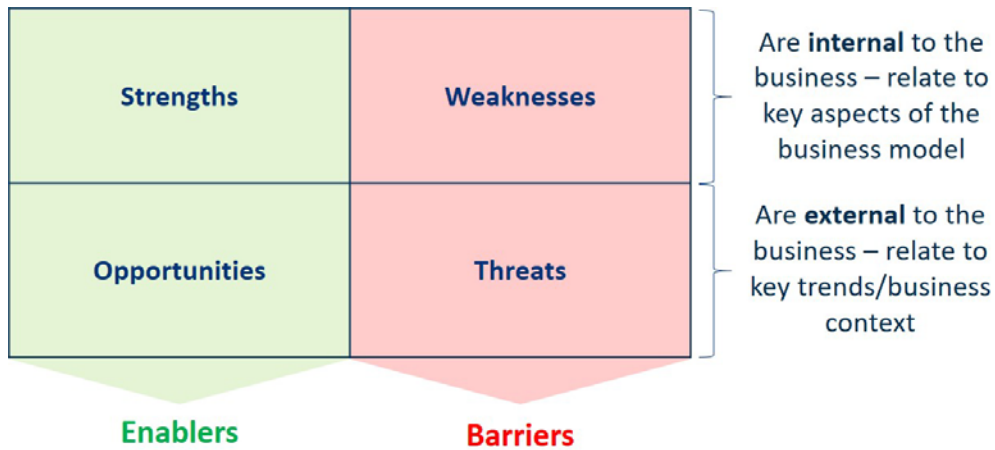 Strengths
Weaknesses
Are internal to the
business – relate to
key aspects of the
business model
Opportunities
Threats
Are external to the
business – relate to
key trends/business
context
Enablers
Barriers